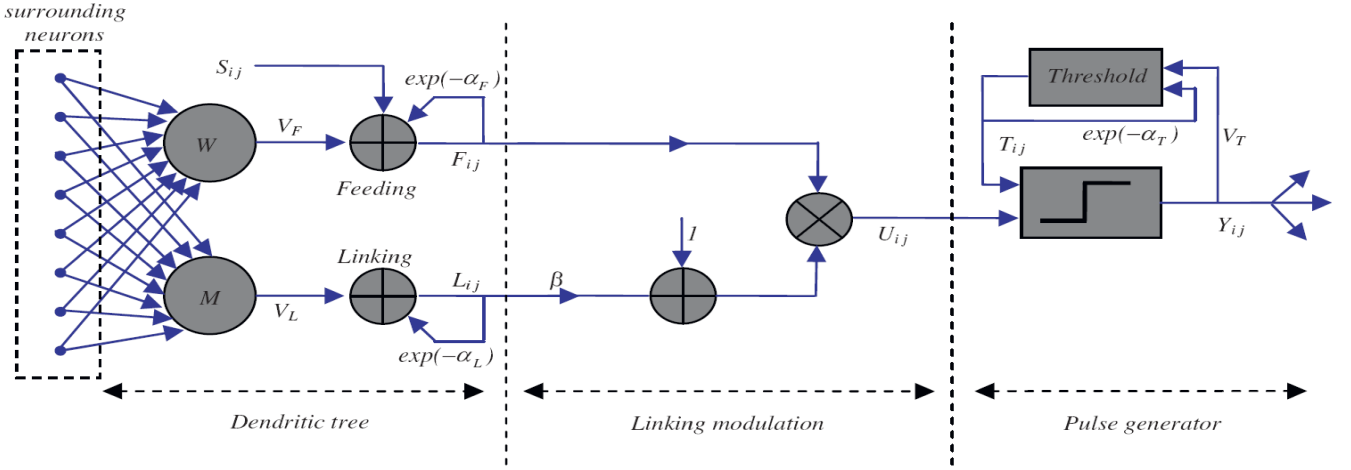 surrounding
neurons
S_ij
exp(-α_F)
Threshold
W
V_F
F_ij
Feeding
T_ij
exp(-α_T)
V_T
1
U_ij
Y_ij
Linking
M
V_L
L_ij
β
exp(-α_L)
Dendritic tree
Linking modulation
Pulse generator